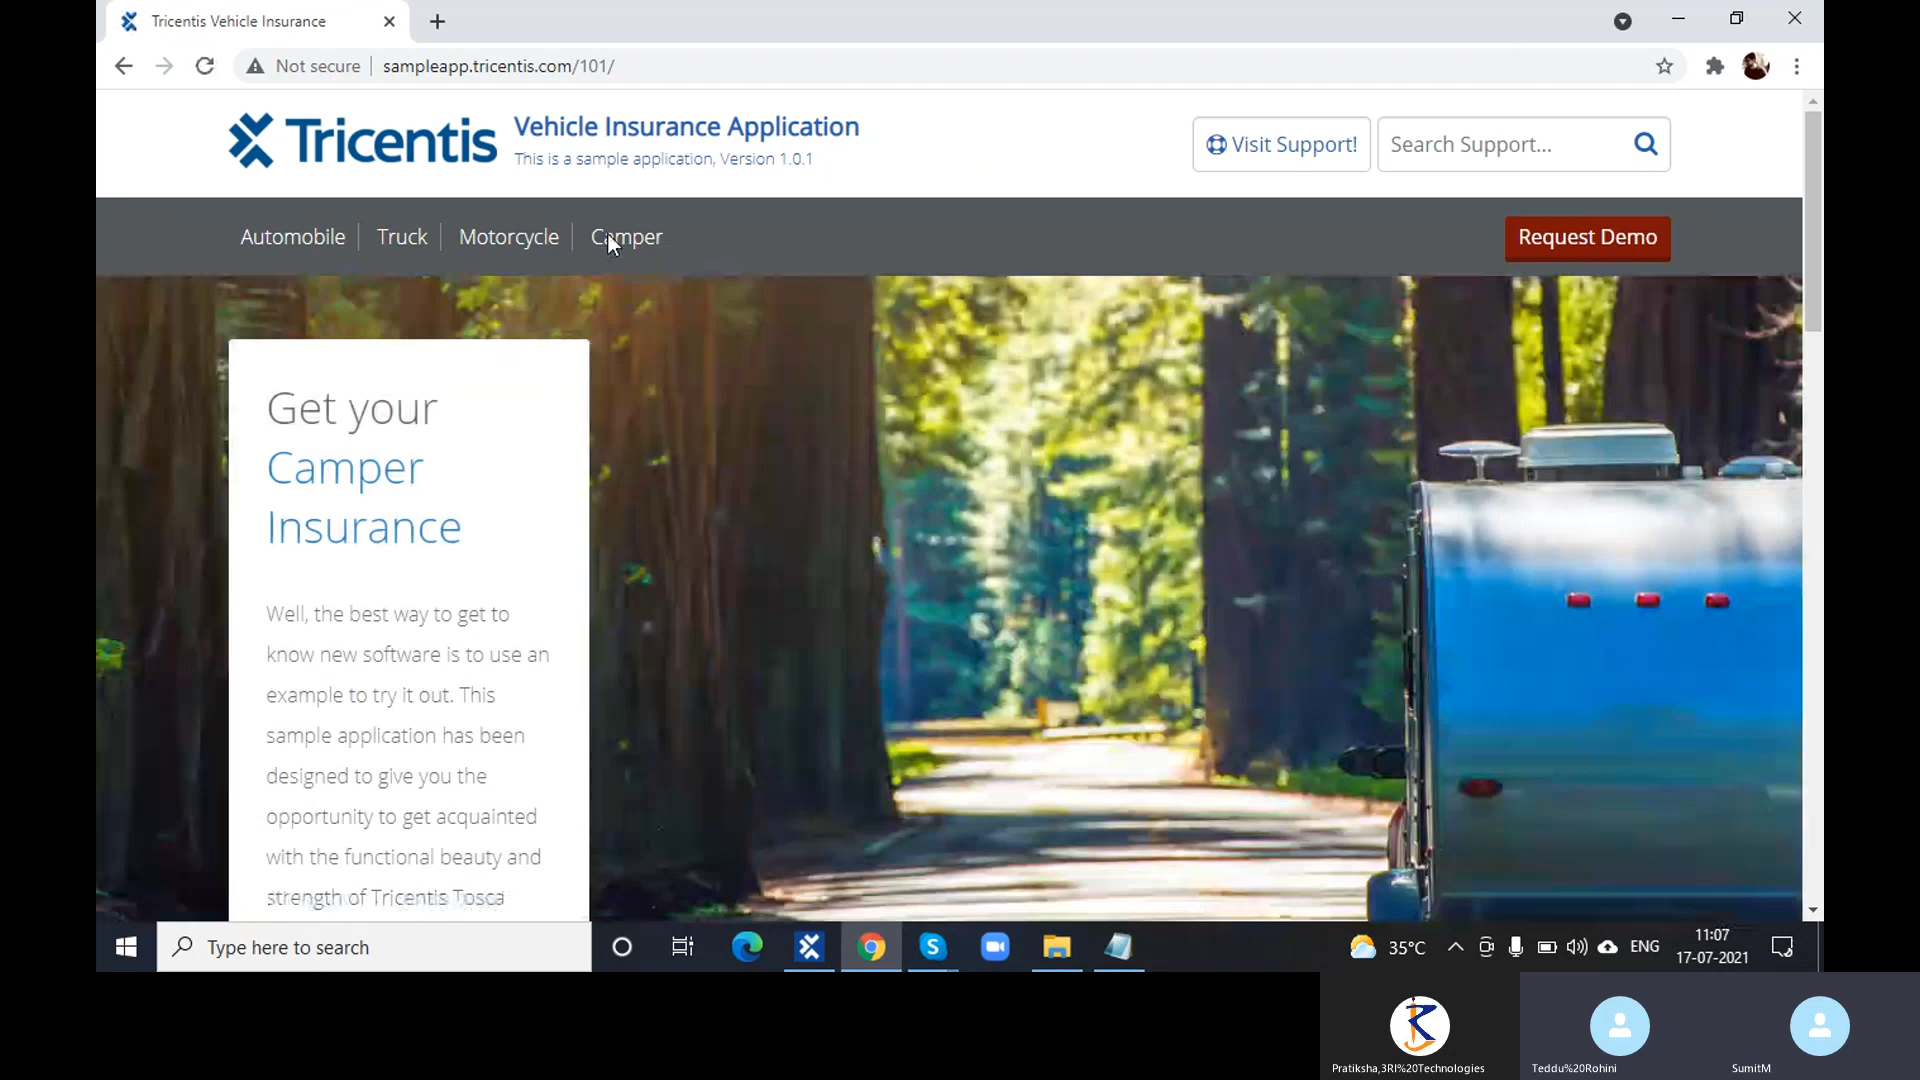 Tricentis Vehicle Insurance
Not secure
sampleapp.tricentis.com/101/
Tricentis
Vehicle Insurance Application
This is a sample application, Version 1.0.1
Visit Support!
Search Support...
Automobile
Truck
Motorcycle
Camper
Request Demo
Get your
Camper
Insurance
Well, the best way to get to
know new software is to use an
example to try it out. This
sample application has been
designed to give you the
opportunity to get acquainted
with the functional beauty and
strength of Tricentis Tosca
Type here to search
35°C
ENG
11:07
17-07-2021
Pratiksha,3RI%20Technologies
Teddu%20Rohini
SumitM